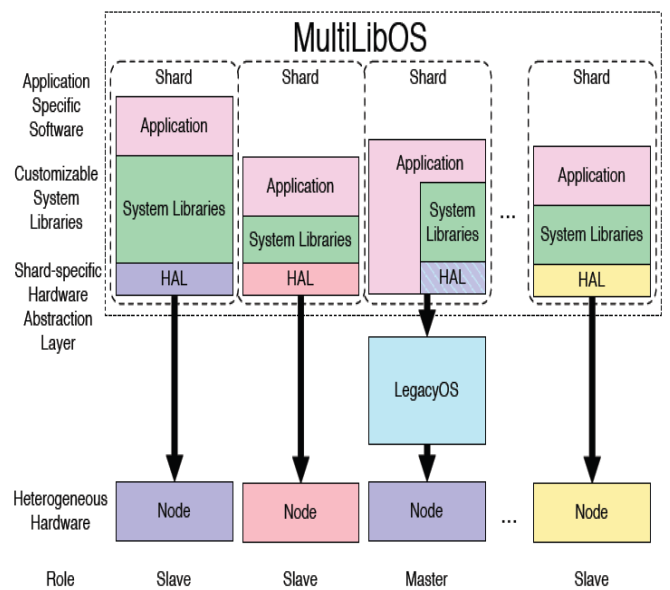 MultiLibOS
Shard
Shard
Shard
Shard
Application
Specific
Software
Application
Application
Application
Application
Customizable
System
Libraries
System Libraries
System Libraries
System
Libraries
...
System Libraries
Shard-specific
Hardware
Abstraction
Layer
HAL
HAL
HAL
HAL
LegacyOS
Heterogeneous
Hardware
Node
Node
Node
...
Node
Role
Slave
Slave
Master
Slave